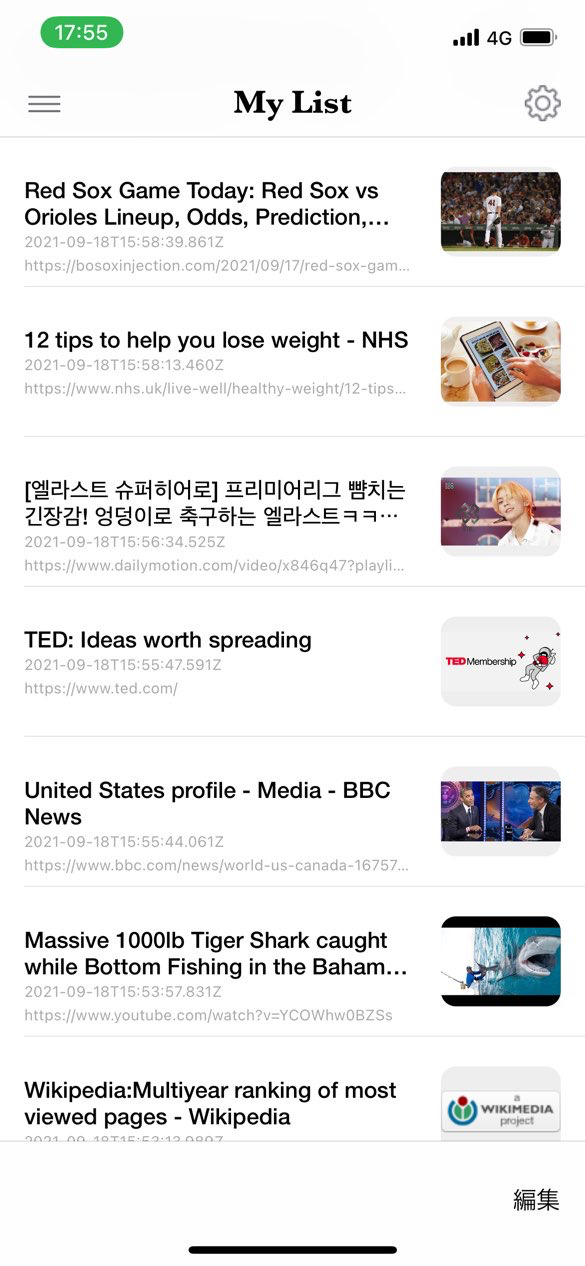 17:55
4G
My List
Red Sox Game Today: Red Sox vs
Orioles Lineup, Odds, Prediction,…
2021-09-18T15:58:39.861Z
https://bosoxinjection.com/2021/09/17/red-sox-gam...
12 tips to help you lose weight - NHS
2021-09-18T15:58:13.460Z
https://www.nhs.uk/live-well/healthy-weight/12-tips...
[엘라스트 슈퍼히어로] 프리미어리그 뺨치는
긴장감! 엉덩이로 축구하는 엘라스트ㅋㅋ…
2021-09-18T15:56:34.525Z
https://www.dailymotion.com/video/x846q47?playli...
TED: Ideas worth spreading
2021-09-18T15:55:47.591Z
https://www.ted.com/
TED Membership
United States profile - Media - BBC
News
2021-09-18T15:55:44.061Z
https://www.bbc.com/news/world-us-canada-16757...
Massive 1000lb Tiger Shark caught
while Bottom Fishing in the Baham…
2021-09-18T15:53:57.831Z
https://www.youtube.com/watch?v=YCOWhw0BZSs
Wikipedia:Multiyear ranking of most
viewed pages - Wikipedia
2021-09-18T15:53:13.989Z
a
WIKIMEDIA
project
編集